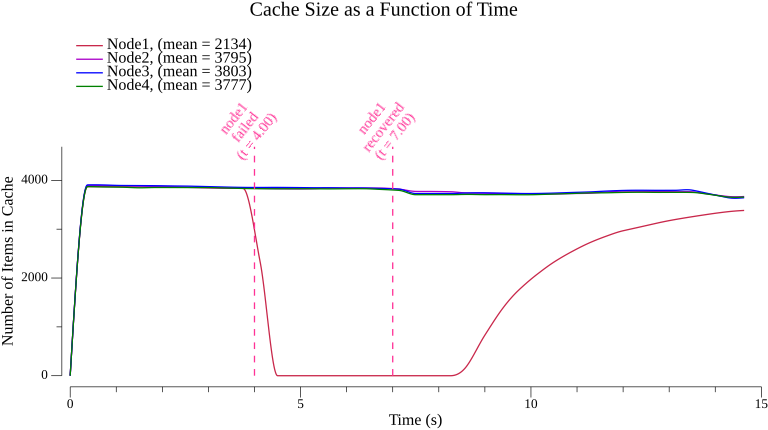 Cache Size as a Function of Time
Node1, (mean = 2134)
Node2, (mean = 3795)
Node3, (mean = 3803)
Node4, (mean = 3777)
node1
failed
(t = 4.00)
node1
recovered
(t = 7.00)
Number of Items in Cache
4000
2000
0
0
5
10
15
Time (s)